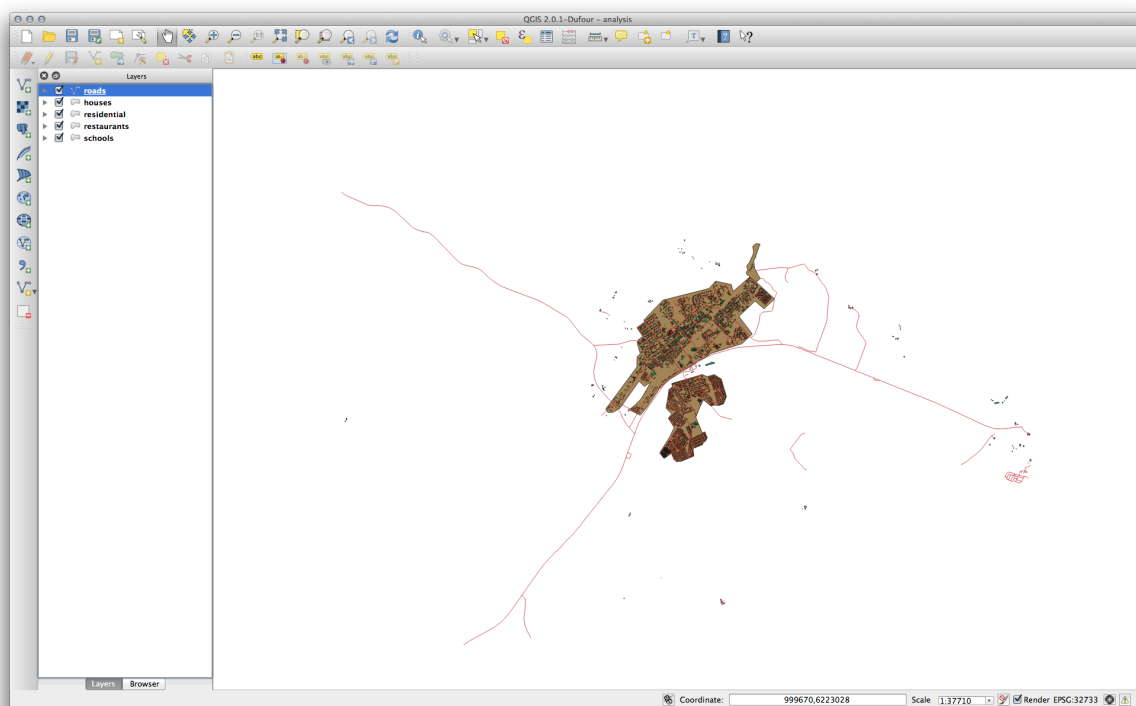 QGIS 2.0.1-Dufour - analysis
Layers
roads
houses
residential
restaurants
schools
Layers Browser
Coordinate: 999670,6223028 Scale 1:37710 Render EPSG:32733